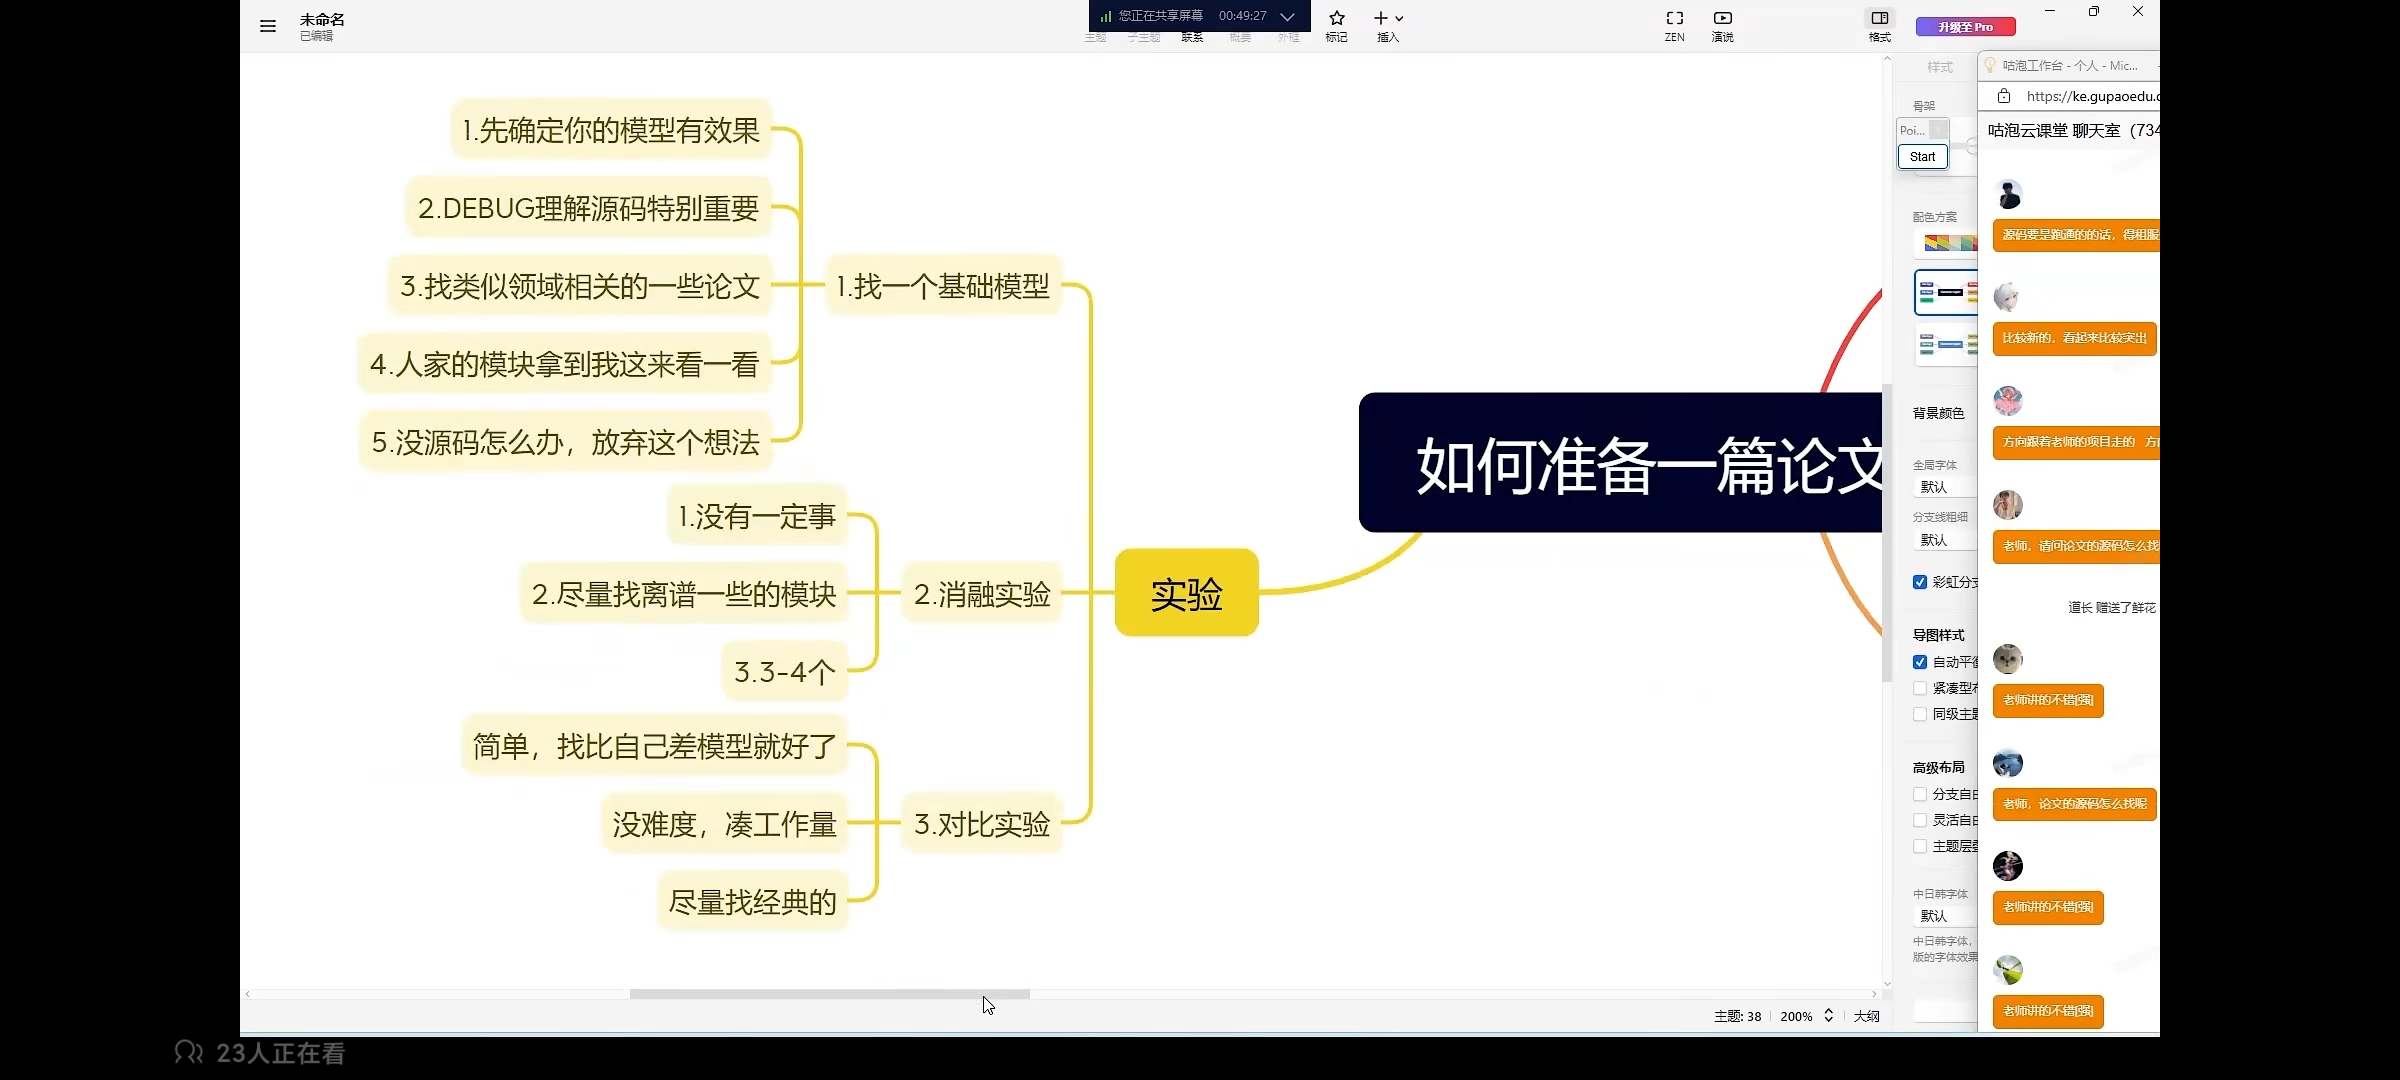 未命名
已编辑
您正在共享屏幕 00:49:27
主题
子主题
联系
概要
外框
标记
插入
ZEN
演说
格式
升级至 Pro
1.先确定你的模型有效果
2.DEBUG理解源码特别重要
3.找类似领域相关的一些论文
4.人家的模块拿到我这来看一看
5.没源码怎么办，放弃这个想法
1.找一个基础模型
1.没有一定事
2.尽量找离谱一些的模块
3.3-4个
2.消融实验
简单，找比自己差模型就好了
没难度，凑工作量
尽量找经典的
3.对比实验
实验
如何准备一篇论文
样式
骨架
Poi...
Start
配色方案
背景颜色
全局字体
默认
分支线粗细
默认
彩虹分支
导图样式
自动平衡
紧凑型布
同级主题
高级布局
分支自由
灵活自由
主题层叠
中日韩字体
默认
中日韩字体，
版的字体效果
咕泡工作台 - 个人 - Mic...
https://ke.gupaoedu.c
咕泡云课堂 聊天室（734
源码要是跑通的的话，得租服
比较新的，看起来比较突出
方向跟着老师的项目走的 方向
老师，请问论文的源码怎么找
道长 赠送了鲜花
老师讲的不错[强]
老师，论文的源码怎么找呢
老师讲的不错[强]
老师讲的不错[强]
主题: 38
200%
大纲
23人正在看